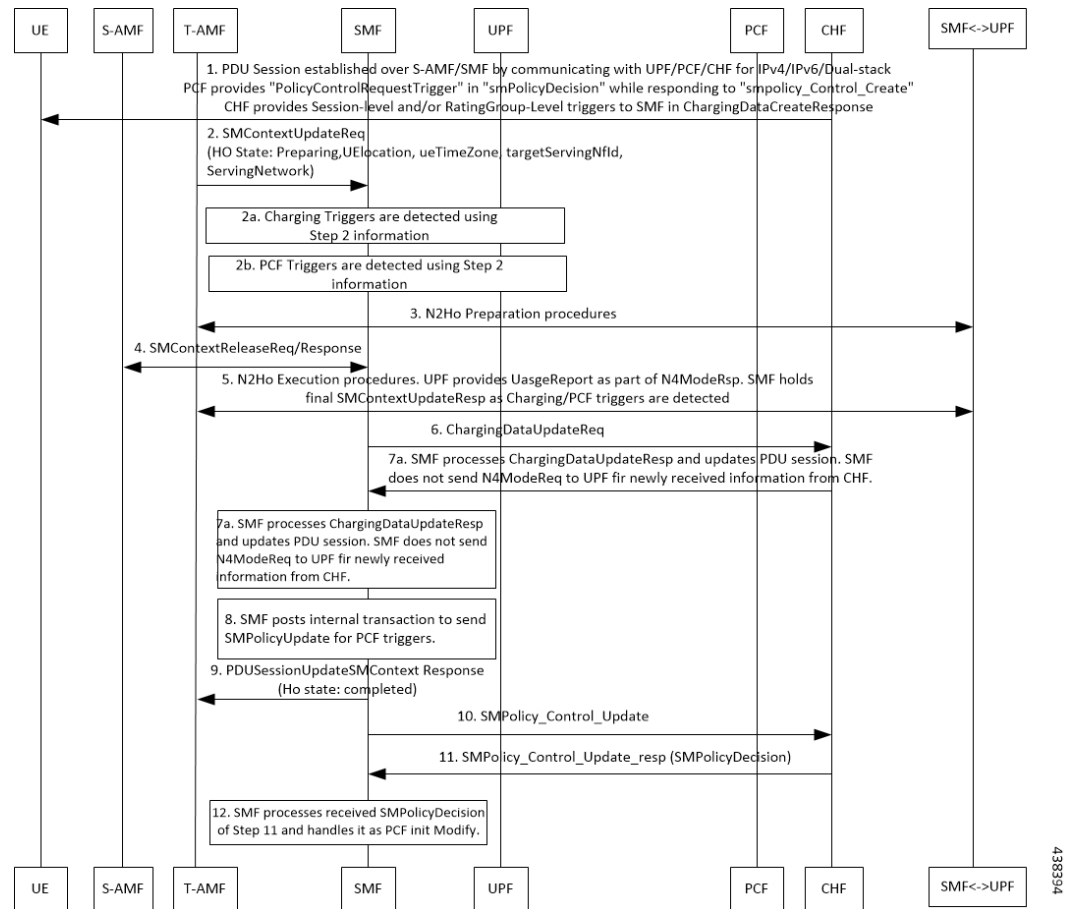 UE
S-AMF
T-AMF
SMF
UPF
PCF
CHF
SMF<->UPF
1. PDU Session established over S-AMF/SMF by communicating with UPF/PCF/CHF for IPv4/IPv6/Dual-stack
PCF provides "PolicyControlRequestTrigger" in "smPolicyDecision" while responding to "smpolicy_Control_Create"
CHF provides Session-level and/or RatingGroup-Level triggers to SMF in ChargingDataCreateResponse
2. SMContextUpdateReq
(HO State: Preparing,UElocation, ueTimeZone, targetServingNfId,
ServingNetwork)
2a. Charging Triggers are detected using
Step 2 information
2b. PCF Triggers are detected using Step 2
information
3. N2Ho Preparation procedures
4. SMContextReleaseReq/Response
5. N2Ho Execution procedures. UPF provides UasgeReport as part of N4ModeRsp. SMF holds
final SMContextUpdateResp as Charging/PCF triggers are detected
6. ChargingDataUpdateReq
7a. SMF processes ChargingDataUpdateResp and updates PDU session. SMF
does not send N4ModeReq to UPF fir newly received information from CHF.
7a. SMF processes ChargingDataUpdateResp
and updates PDU session. SMF does not send
N4ModeReq to UPF fir newly received
information from CHF.
8. SMF posts internal transaction to send
SMPolicyUpdate for PCF triggers.
9. PDUSessionUpdateSMContext Response
(Ho state: completed)
10. SMPolicy_Control_Update
11. SMPolicy_Control_Update_resp (SMPolicyDecision)
12. SMF processes received SMPolicyDecision
of Step 11 and handles it as PCF init Modify.
UE
S-AMF
T-AMF
SMF
UPF
PCF
CHF
SMF<->UPF
438394